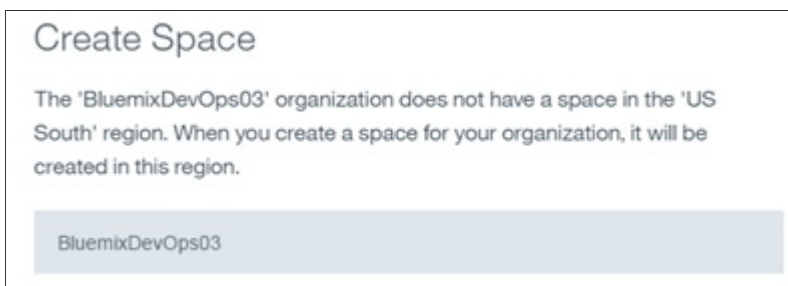 Create Space
The 'BluemixDevOps03' organization does not have a space in the 'US
South' region. When you create a space for your organization, it will be
created in this region.
BluemixDevOps03